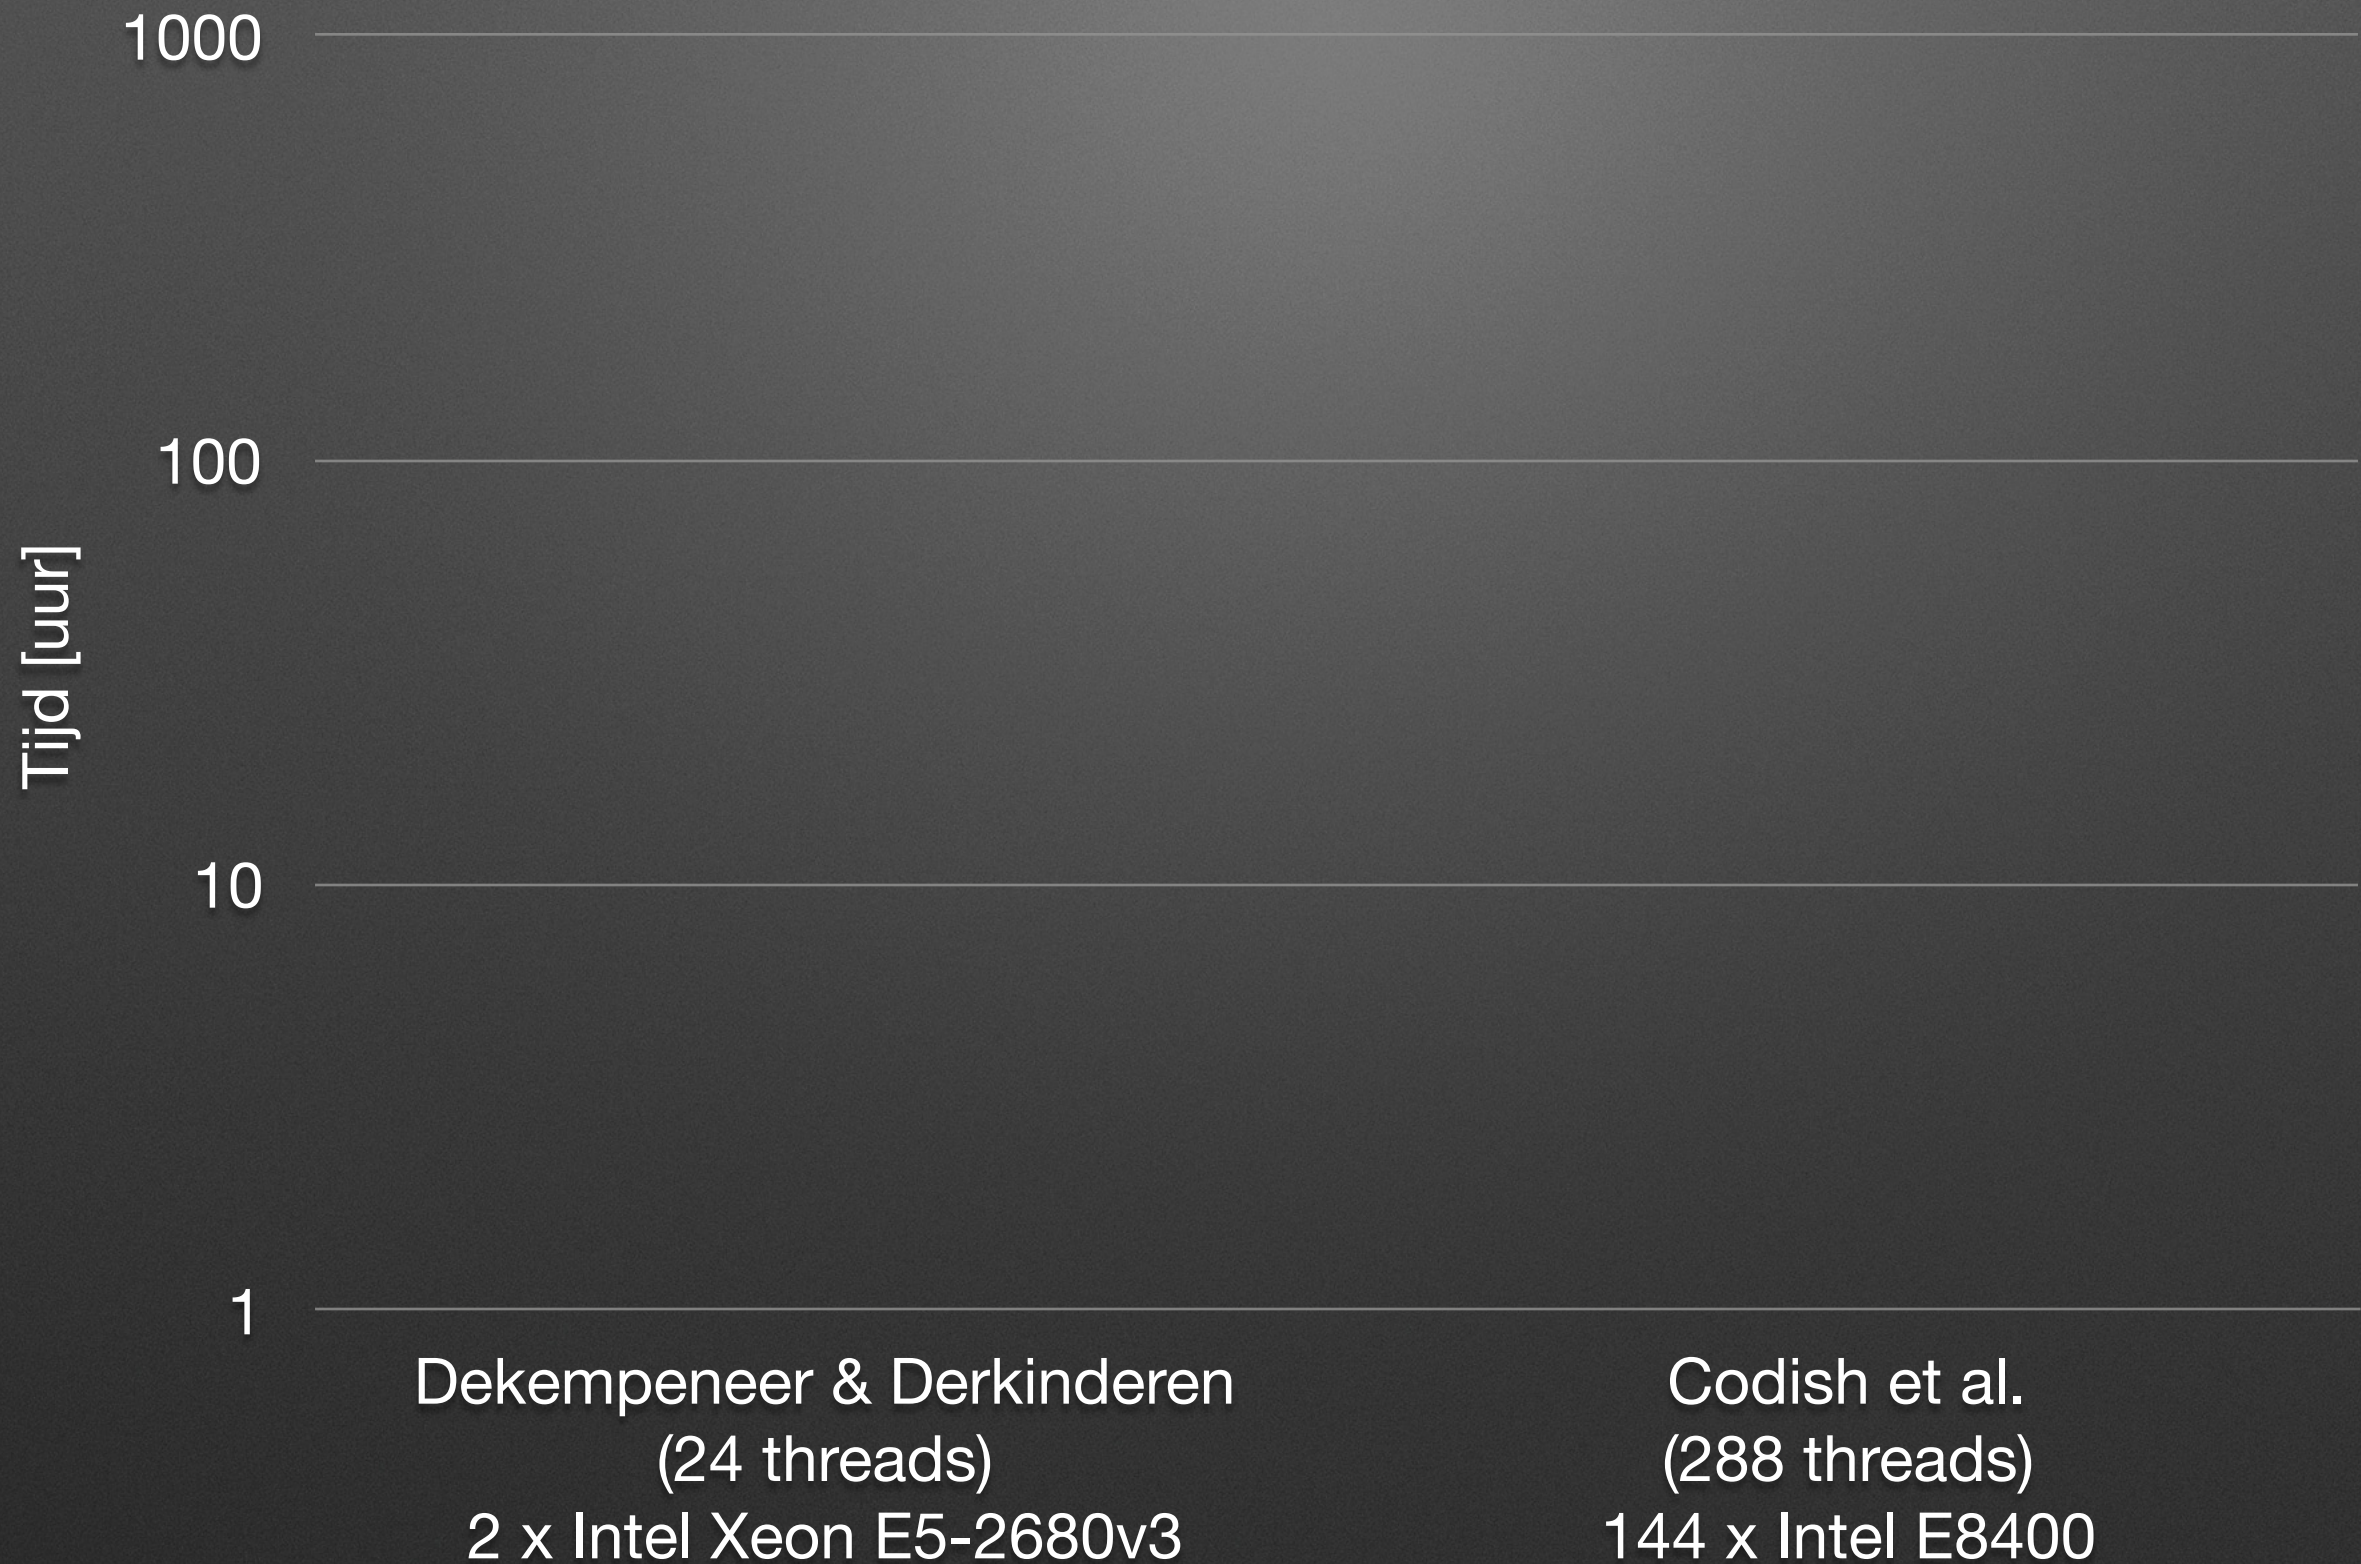 1000
100
Tijd [uur]
10
1
Dekempeneer & Derkinderen
(24 threads)
2 x Intel Xeon E5-2680v3
Codish et al.
(288 threads)
144 x Intel E8400